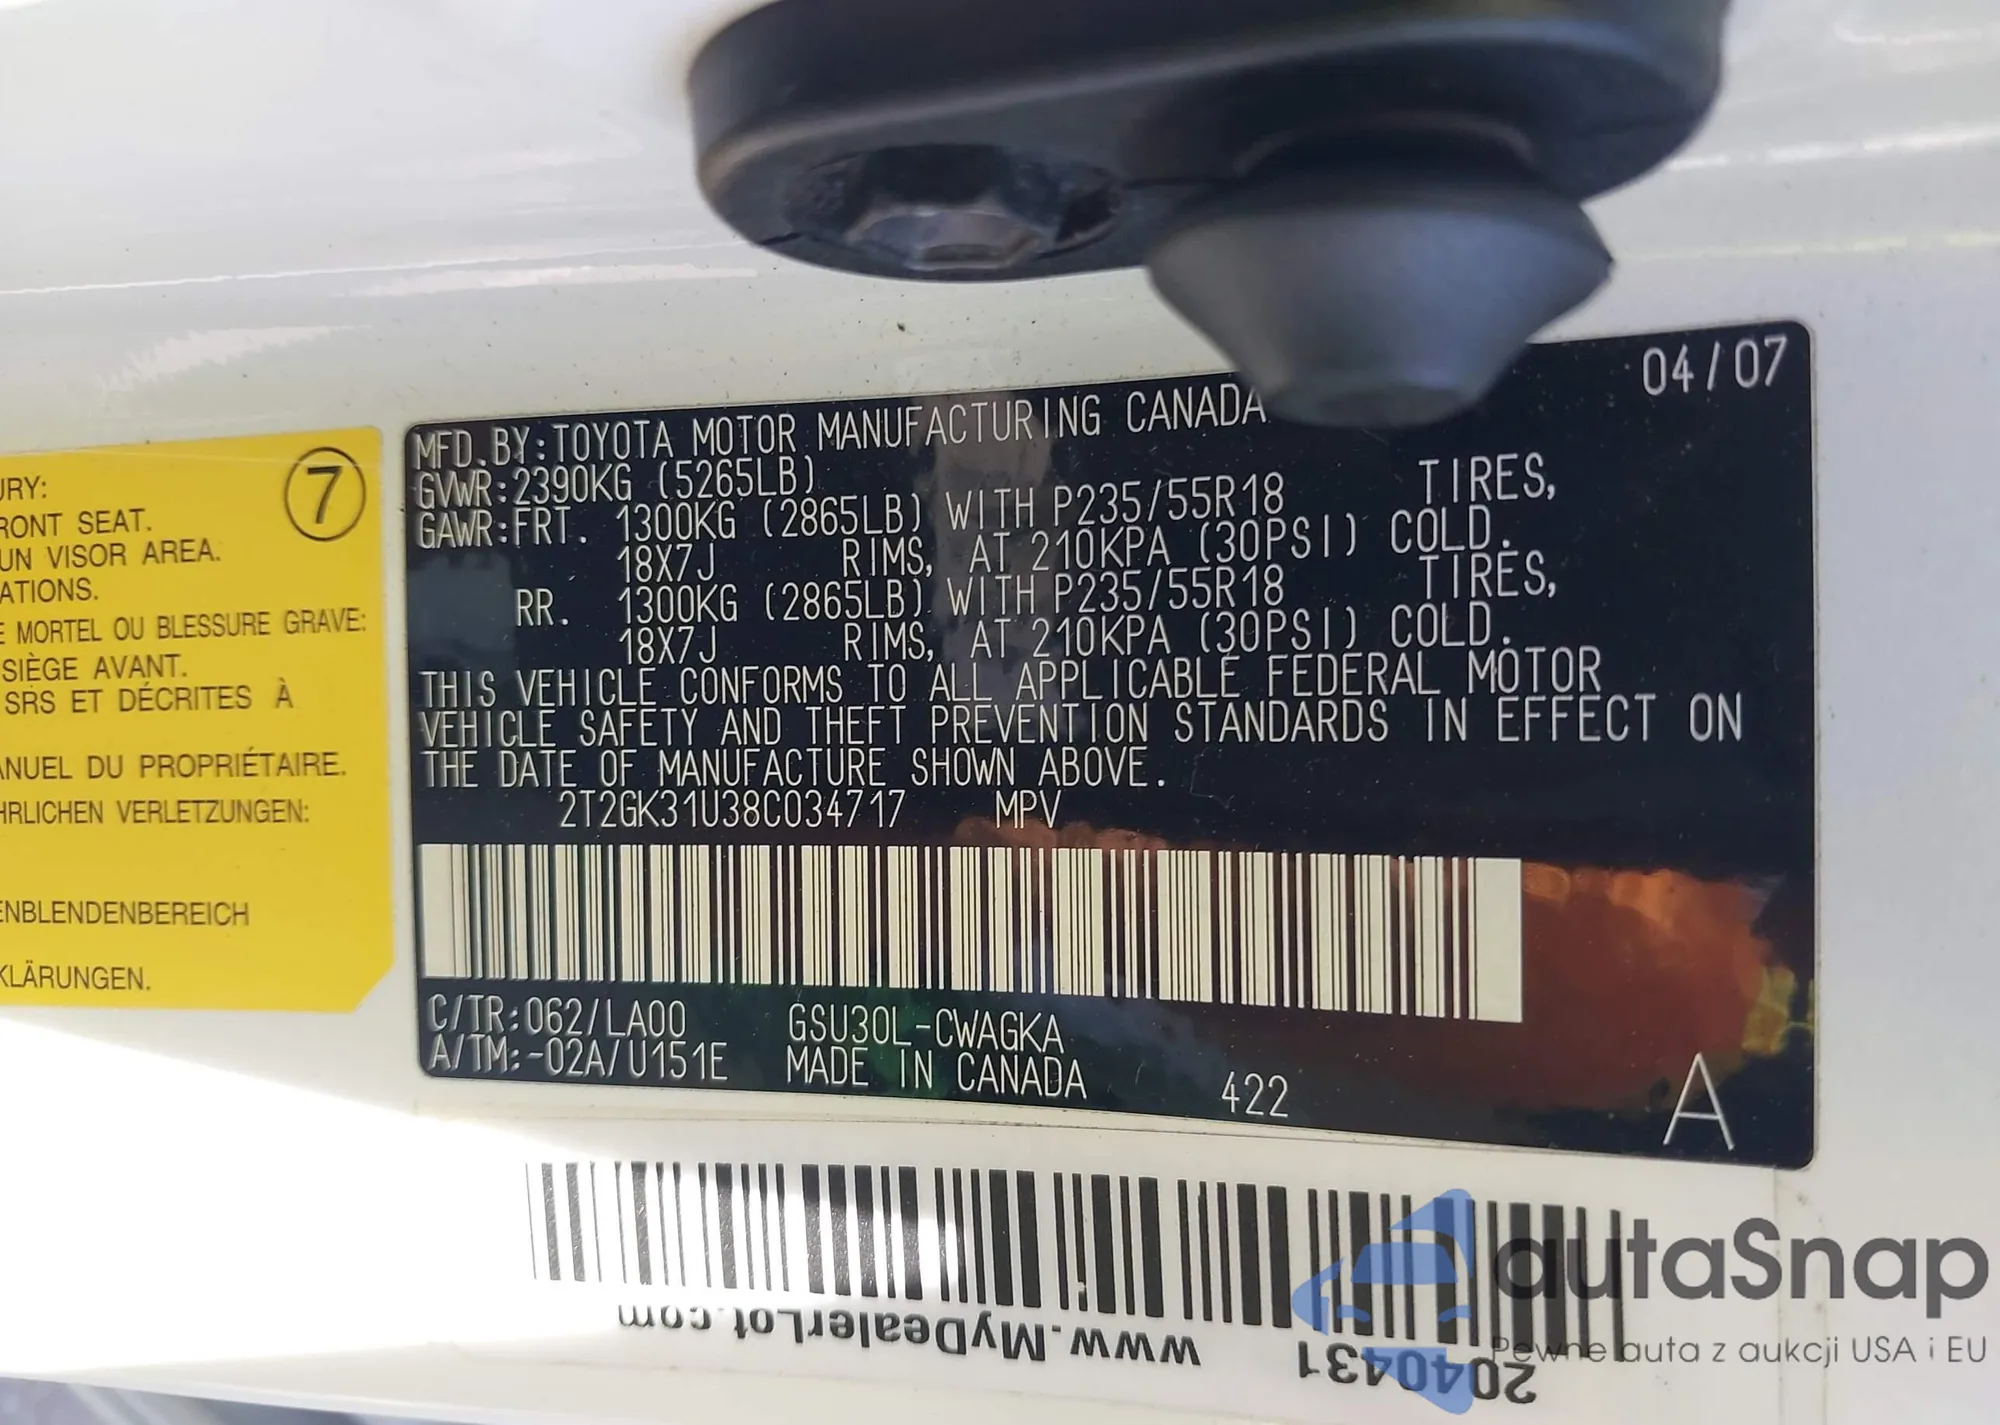 URY:
7
RONT SEAT.
UN VISOR AREA.
ATIONS.
E MORTEL OU BLESSURE GRAVE:
SIÈGE AVANT.
SRS ET DÉCRITES À
ANUEL DU PROPRIÉTAIRE.
HRLICHEN VERLETZUNGEN:
ENBLENDENBEREICH
KLÄRUNGEN.
04/07
MFD.BY:TOYOTA MOTOR MANUFACTURING CANADA
GVWR:2390KG (5265LB)
GAWR:FRT. 1300KG (2865LB) WITH P235/55R18 TIRES,
18X7J RIMS, AT 210KPA (30PSI) COLD.
RR. 1300KG (2865LB) WITH P235/55R18 TIRES,
18X7J RIMS, AT 210KPA (30PSI) COLD.
THIS VEHICLE CONFORMS TO ALL APPLICABLE FEDERAL MOTOR
VEHICLE SAFETY AND THEFT PREVENTION STANDARDS IN EFFECT ON
THE DATE OF MANUFACTURE SHOWN ABOVE.
2T2GK31U38C034717 MPV
C/TR:062/LA00 GSU30L-CWAGKA
A/TM:-02A/U151E MADE IN CANADA 422 A
2040431 www.MyDealerLot.com
autaSnap
Pewne auta z aukcji USA i EU